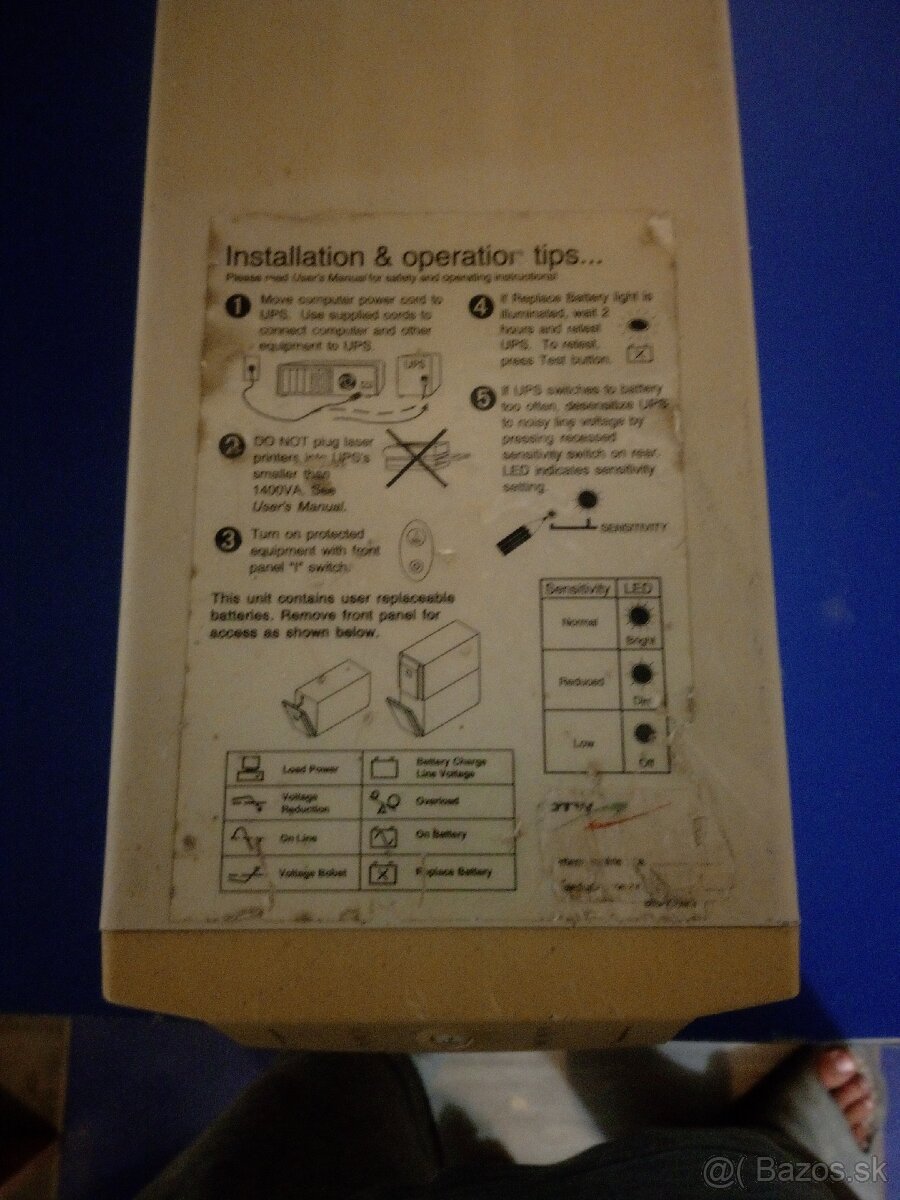 Installation & operation tips...
Please read User's Manual for safety and operating instructions!
1 Move computer power cord to
UPS. Use supplied cords to
connect computer and other
equipment to UPS.
UPS
2 DO NOT plug laser
printers into UPS's
smaller than
1400VA. See
User's Manual.
3 Turn on protected
equipment with front
panel "I" switch.
This unit contains user replaceable
batteries. Remove front panel for
access as shown below.
4 If Replace Battery light is
illuminated, wait 2
hours and retest
UPS. To retest,
press Test button.
5 If UPS switches to battery
too often, desensitize UPS
to noisy line voltage by
pressing recessed
sensitivity switch on rear.
LED indicates sensitivity
setting.
SENSITIVITY
Sensitivity LED
Normal
Bright
Reduced
Dim
Low
Off
Load Power
Battery Charge
Line Voltage
Voltage
Reduction
Overload
On Line
On Battery
Voltage Boost
Replace Battery
@( Bazos.sk